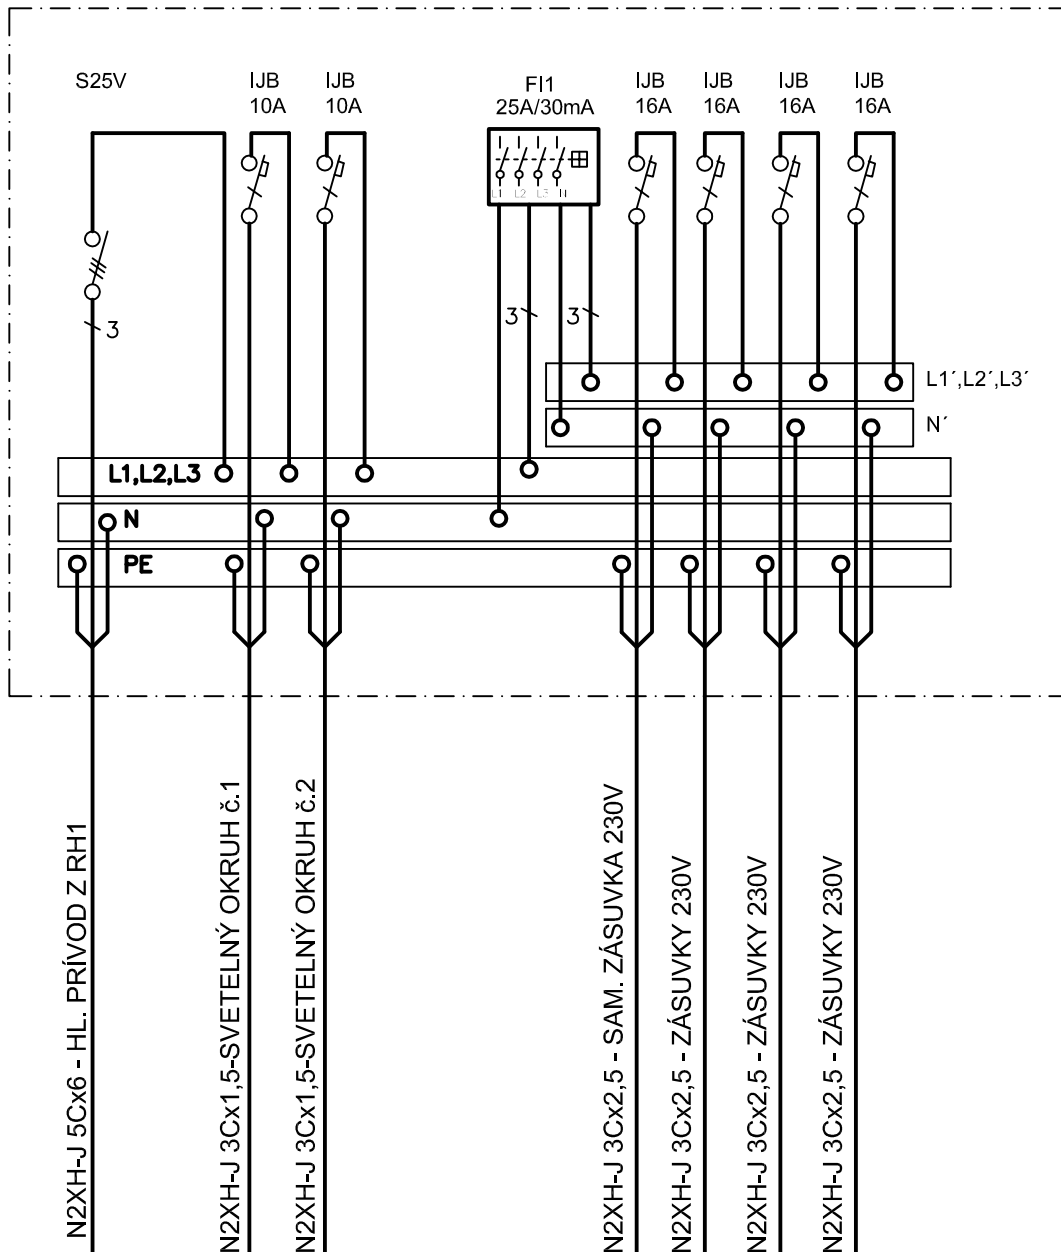 S25V
IJB
10A
IJB
10A
FI1
25A/30mA
IJB
16A
IJB
16A
IJB
16A
IJB
16A
L1 L2 L3 N
3
3
3
L1´,L2´,L3´
N´
L1,L2,L3
N
PE
N2XH-J 5Cx6 - HL. PRÍVOD Z RH1
N2XH-J 3Cx1,5-SVETELNÝ OKRUH č.1
N2XH-J 3Cx1,5-SVETELNÝ OKRUH č.2
N2XH-J 3Cx2,5 - SAM. ZÁSUVKA 230V
N2XH-J 3Cx2,5 - ZÁSUVKY 230V
N2XH-J 3Cx2,5 - ZÁSUVKY 230V
N2XH-J 3Cx2,5 - ZÁSUVKY 230V